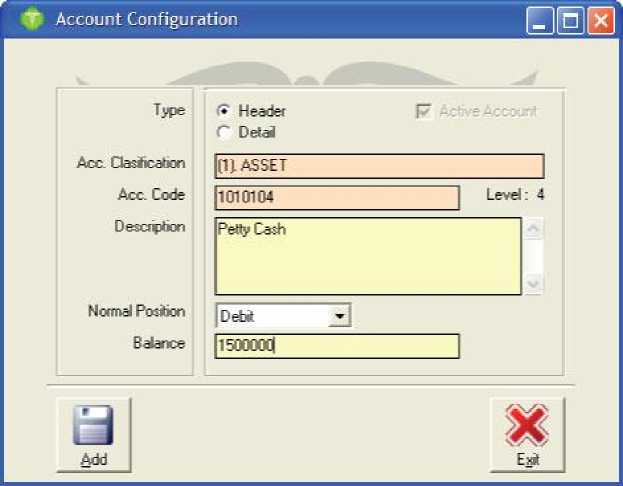 Account Configuration
Type
Header
Active Account
Detail
Acc. Clasification
(1). ASSET
Acc. Code
1010104
Level : 4
Description
Petty Cash
Normal Position
Debit
Balance
1500000
Add
Exit